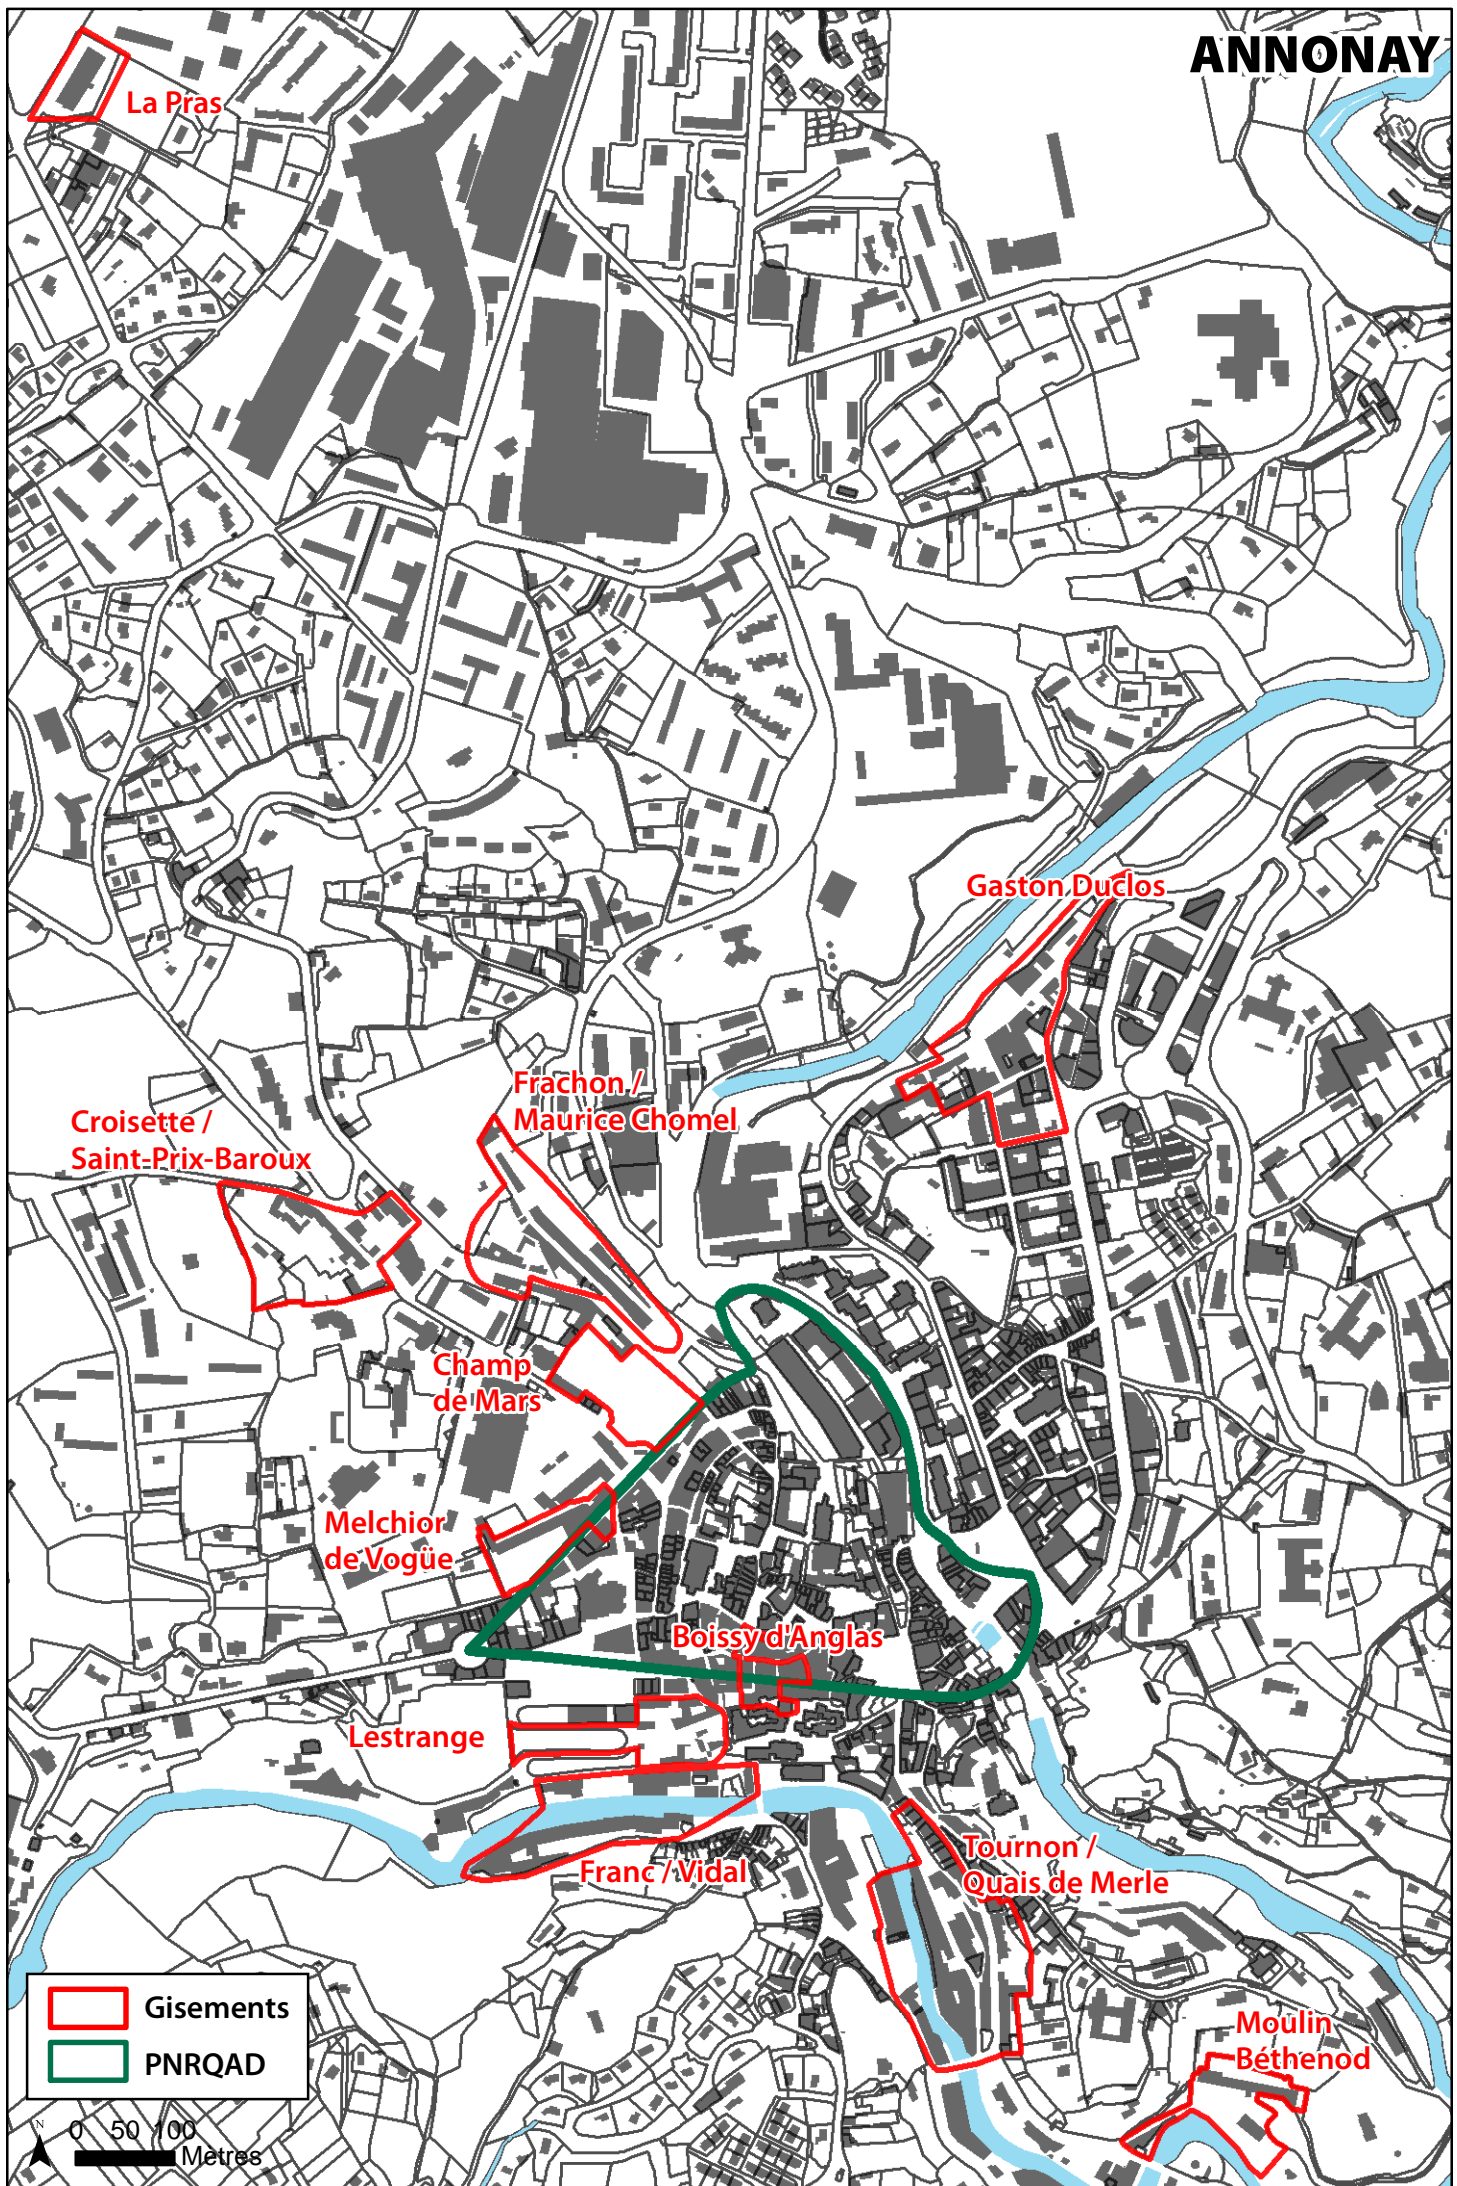 ANNONAY
La Pras
Gaston Duclos
Frachon /
Maurice Chomel
Croisette /
Saint-Prix-Baroux
Champ
de Mars
Melchior
de Vogüe
Boissy d'Anglas
Lestrange
Franc / Vidal
Tournon /
Quais de Merle
Moulin
Béthenod
Gisements
PNRQAD
N
0 50 100
Metres